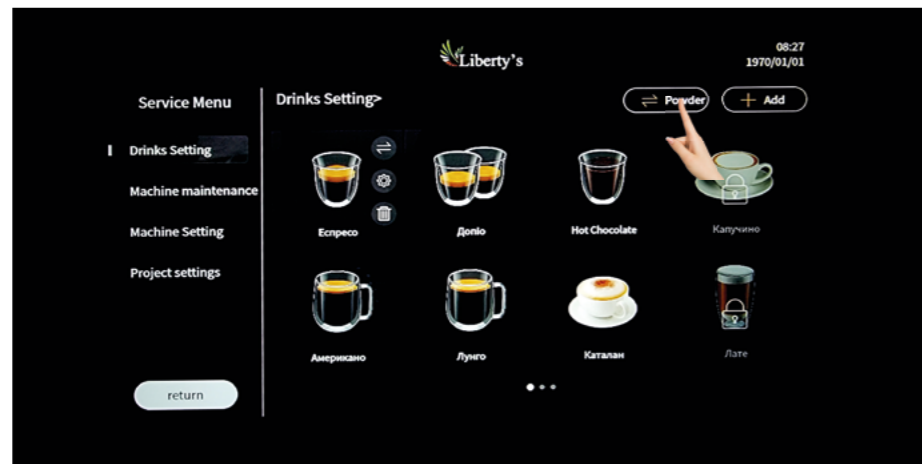 Liberty's
08:27
1970/01/01
Service Menu
Drinks Setting>
Powder
Add
Drinks Setting
Machine maintenance
Machine Setting
Project settings
Еспресо
Допіо
Hot Chocolate
Капучино
Американо
Лунго
Каталан
Лате
return